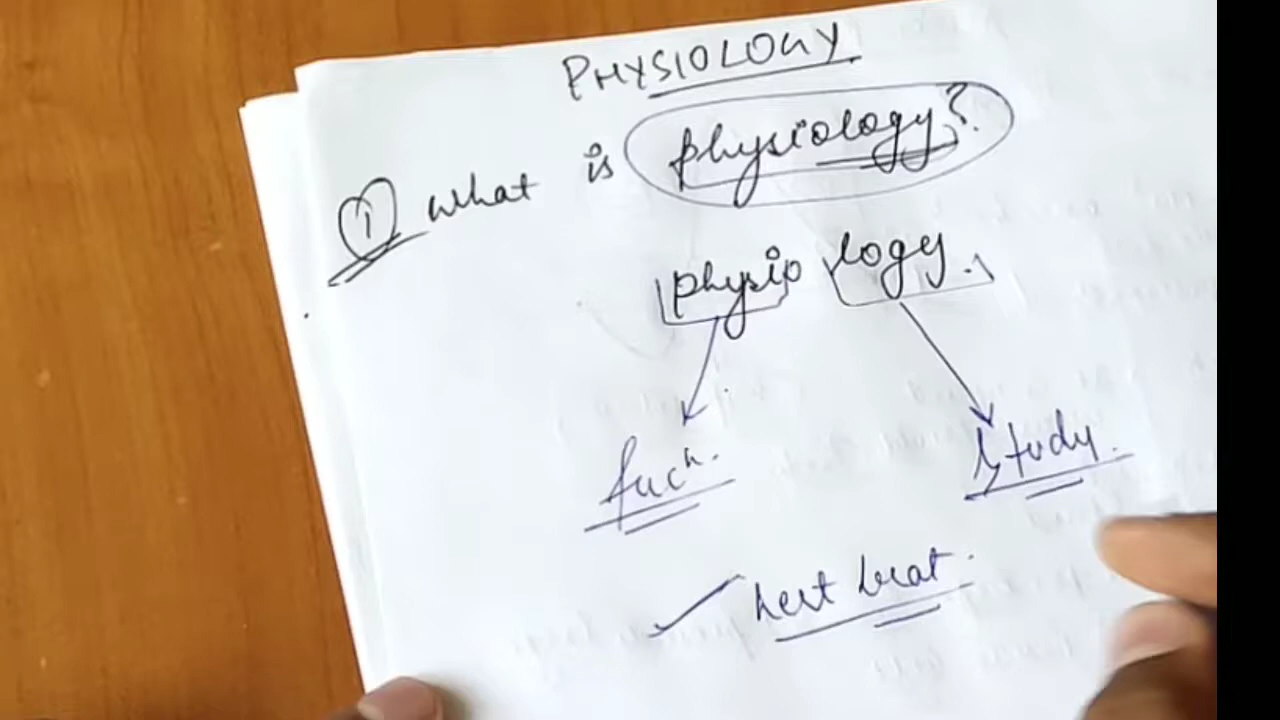 PHYSIOLOGY
① What is physiology?
physio logy.
fucⁿ. study.
hert beat.